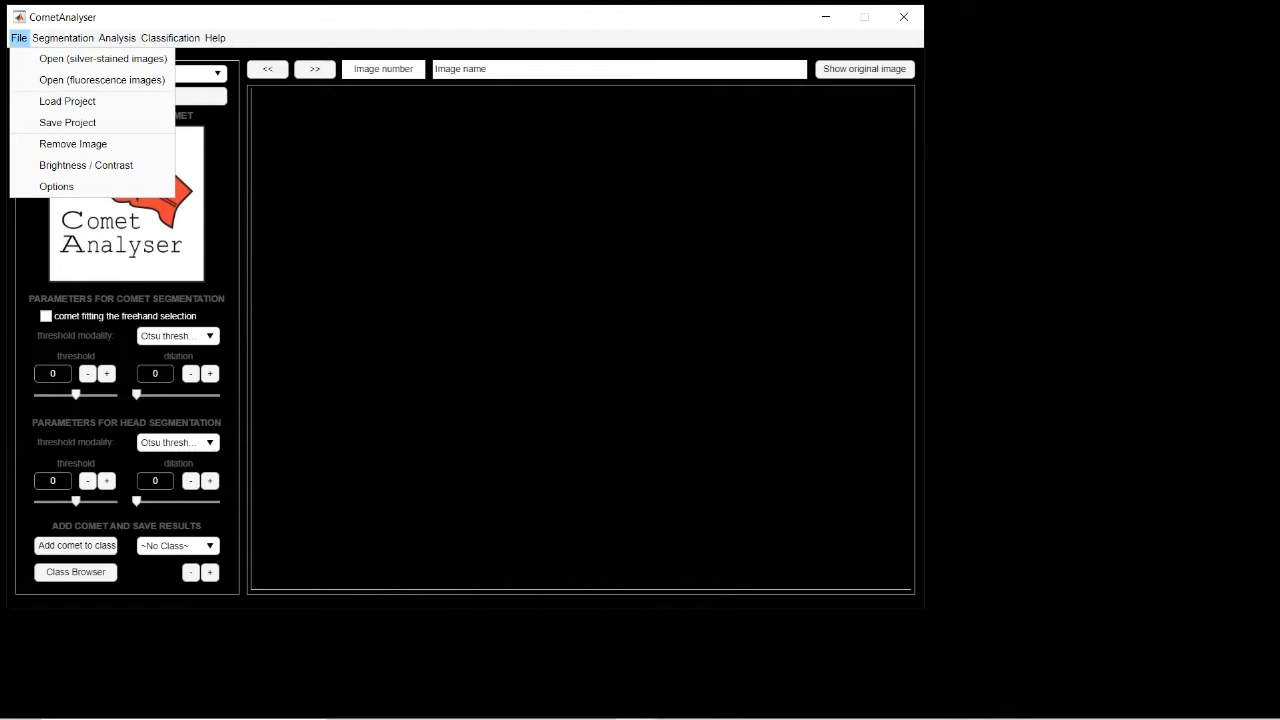 CometAnalyser
File Segmentation Analysis Classification Help
Open (silver-stained images)
Open (fluorescence images)
Load Project
Save Project
Remove Image
Brightness / Contrast
Options
<< >> Image number Image name Show original image
MET
Comet
Analyser
PARAMETERS FOR COMET SEGMENTATION
comet fitting the freehand selection
threshold modality: Otsu thresh...
threshold dilation
0 - + 0 - +
PARAMETERS FOR HEAD SEGMENTATION
threshold modality: Otsu thresh...
threshold dilation
0 - + 0 - +
ADD COMET AND SAVE RESULTS
Add comet to class ~No Class~
Class Browser - +